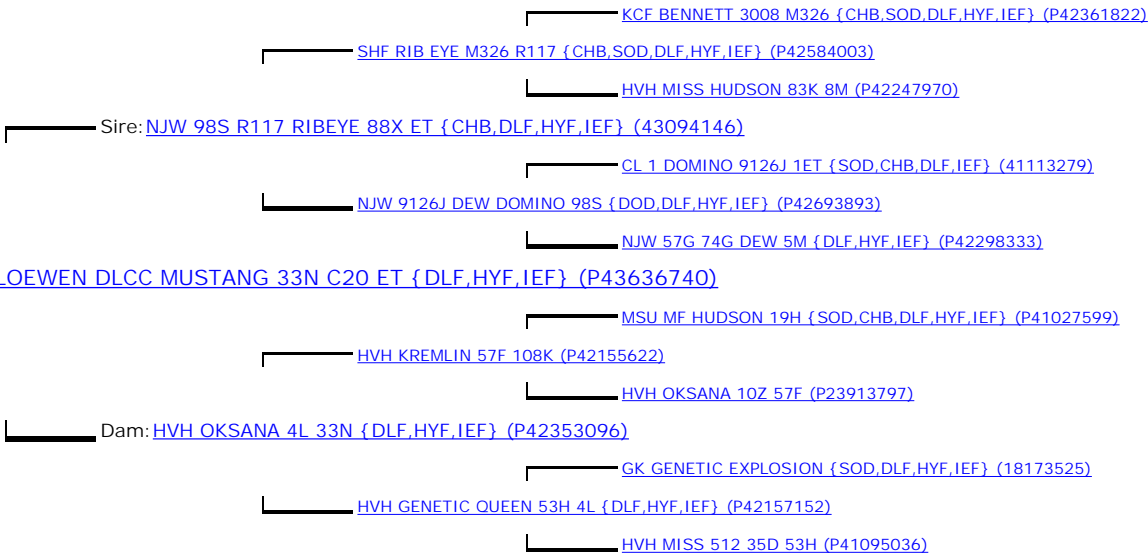 KCF BENNETT 3008 M326 {CHB,SOD,DLF,HYF,IEF} (P42361822)
SHF RIB EYE M326 R117 {CHB,SOD,DLF,HYF,IEF} (P42584003)
HVH MISS HUDSON 83K 8M (P42247970)
Sire: NJW 98S R117 RIBEYE 88X ET {CHB,DLF,HYF,IEF} (43094146)
CL 1 DOMINO 9126J 1ET {SOD,CHB,DLF,IEF} (41113279)
NJW 9126J DEW DOMINO 98S {DOD,DLF,HYF,IEF} (P42693893)
NJW 57G 74G DEW 5M {DLF,HYF,IEF} (P42298333)
LOEWEN DLCC MUSTANG 33N C20 ET {DLF,HYF,IEF} (P43636740)
MSU MF HUDSON 19H {SOD,CHB,DLF,HYF,IEF} (P41027599)
HVH KREMLIN 57F 108K (P42155622)
HVH OKSANA 10Z 57F (P23913797)
Dam: HVH OKSANA 4L 33N {DLF,HYF,IEF} (P42353096)
GK GENETIC EXPLOSION {SOD,DLF,HYF,IEF} (18173525)
HVH GENETIC QUEEN 53H 4L {DLF,HYF,IEF} (P42157152)
HVH MISS 512 35D 53H (P41095036)